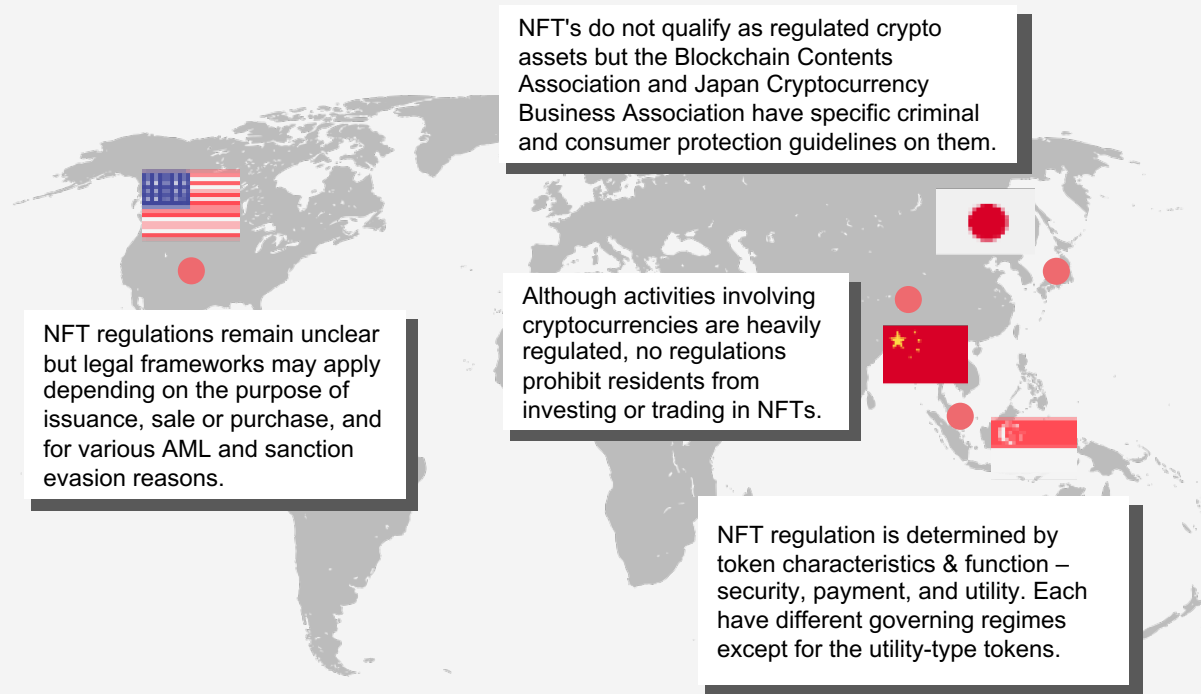 NFT's do not qualify as regulated crypto
assets but the Blockchain Contents
Association and Japan Cryptocurrency
Business Association have specific criminal
and consumer protection guidelines on them.
Although activities involving
cryptocurrencies are heavily
regulated, no regulations
prohibit residents from
investing or trading in NFTs.
NFT regulations remain unclear
but legal frameworks may apply
depending on the purpose of
issuance, sale or purchase, and
for various AML and sanction
evasion reasons.
NFT regulation is determined by
token characteristics & function –
security, payment, and utility. Each
have different governing regimes
except for the utility-type tokens.